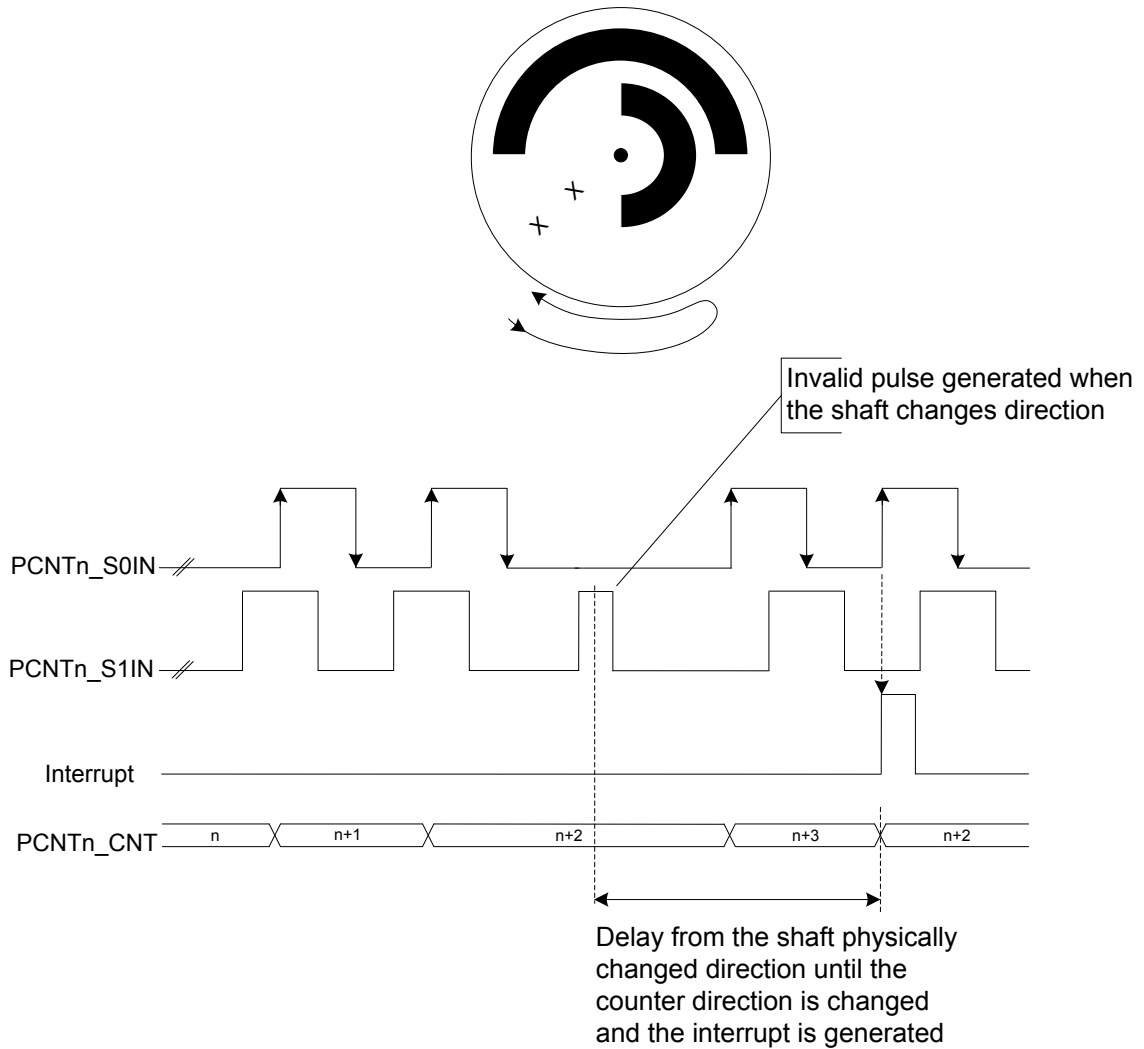 X
X
Invalid pulse generated when
the shaft changes direction
PCNTn_S0IN
PCNTn_S1IN
Interrupt
PCNTn_CNT
n
n+1
n+2
n+3
n+2
Delay from the shaft physically
changed direction until the
counter direction is changed
and the interrupt is generated